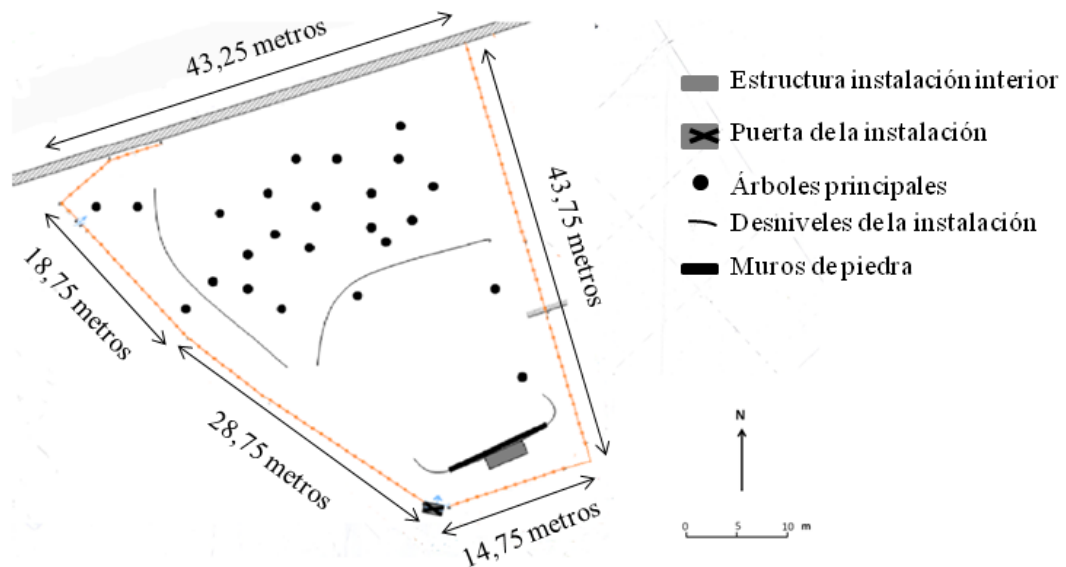 43,25 metros
43,75 metros
18,75 metros
28,75 metros
14,75 metros
Estructura instalación interior
Puerta de la instalación
Árboles principales
Desniveles de la instalación
Muros de piedra
N
0 5 10 m